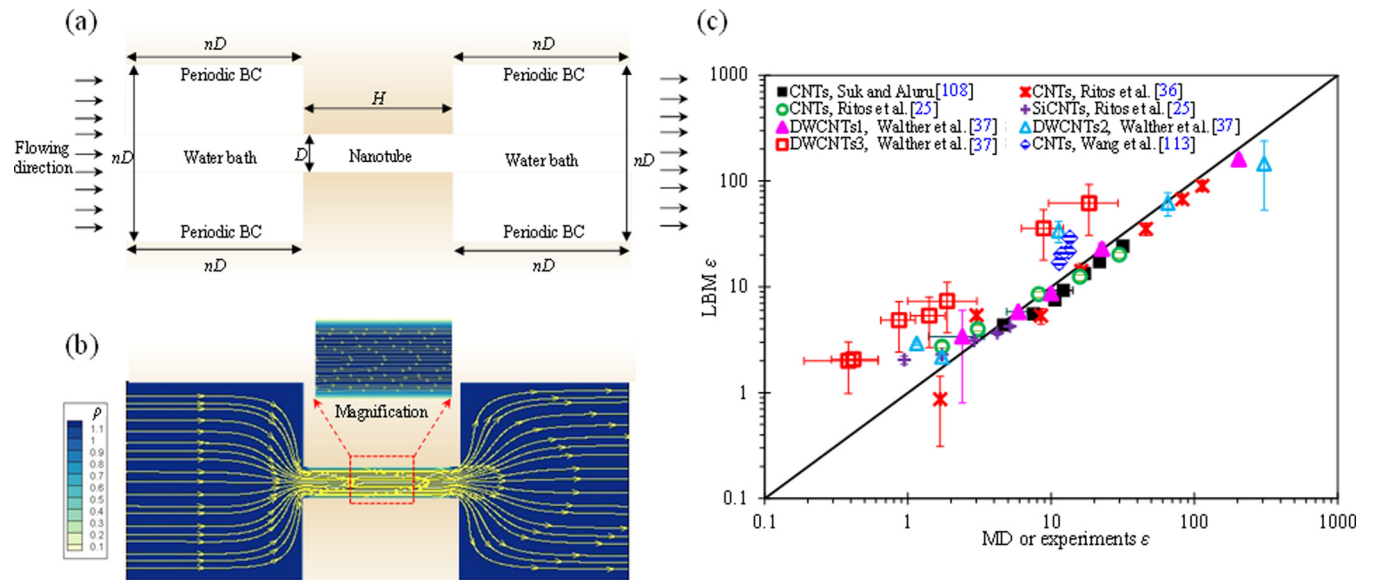 (a)
nD
nD
Periodic BC
Periodic BC
H
Flowing
direction
nD
Water bath
D
Nanotube
Water bath
nD
Periodic BC
Periodic BC
nD
nD
(b)
Magnification
ρ
1.1
1
0.9
0.8
0.7
0.6
0.5
0.4
0.3
0.2
0.1
(c)
1000
100
10
1
0.1
LBM ε
CNTs, Suk and Aluru[108]
CNTs, Ritos et al.[36]
CNTs, Ritos et al.[25]
SiCNTs, Ritos et al.[25]
DWCNTs1, Walther et al.[37]
DWCNTs2, Walther et al.[37]
DWCNTs3, Walther et al.[37]
CNTs, Wang et al.[113]
0.1 1 10 100 1000
MD or experiments ε